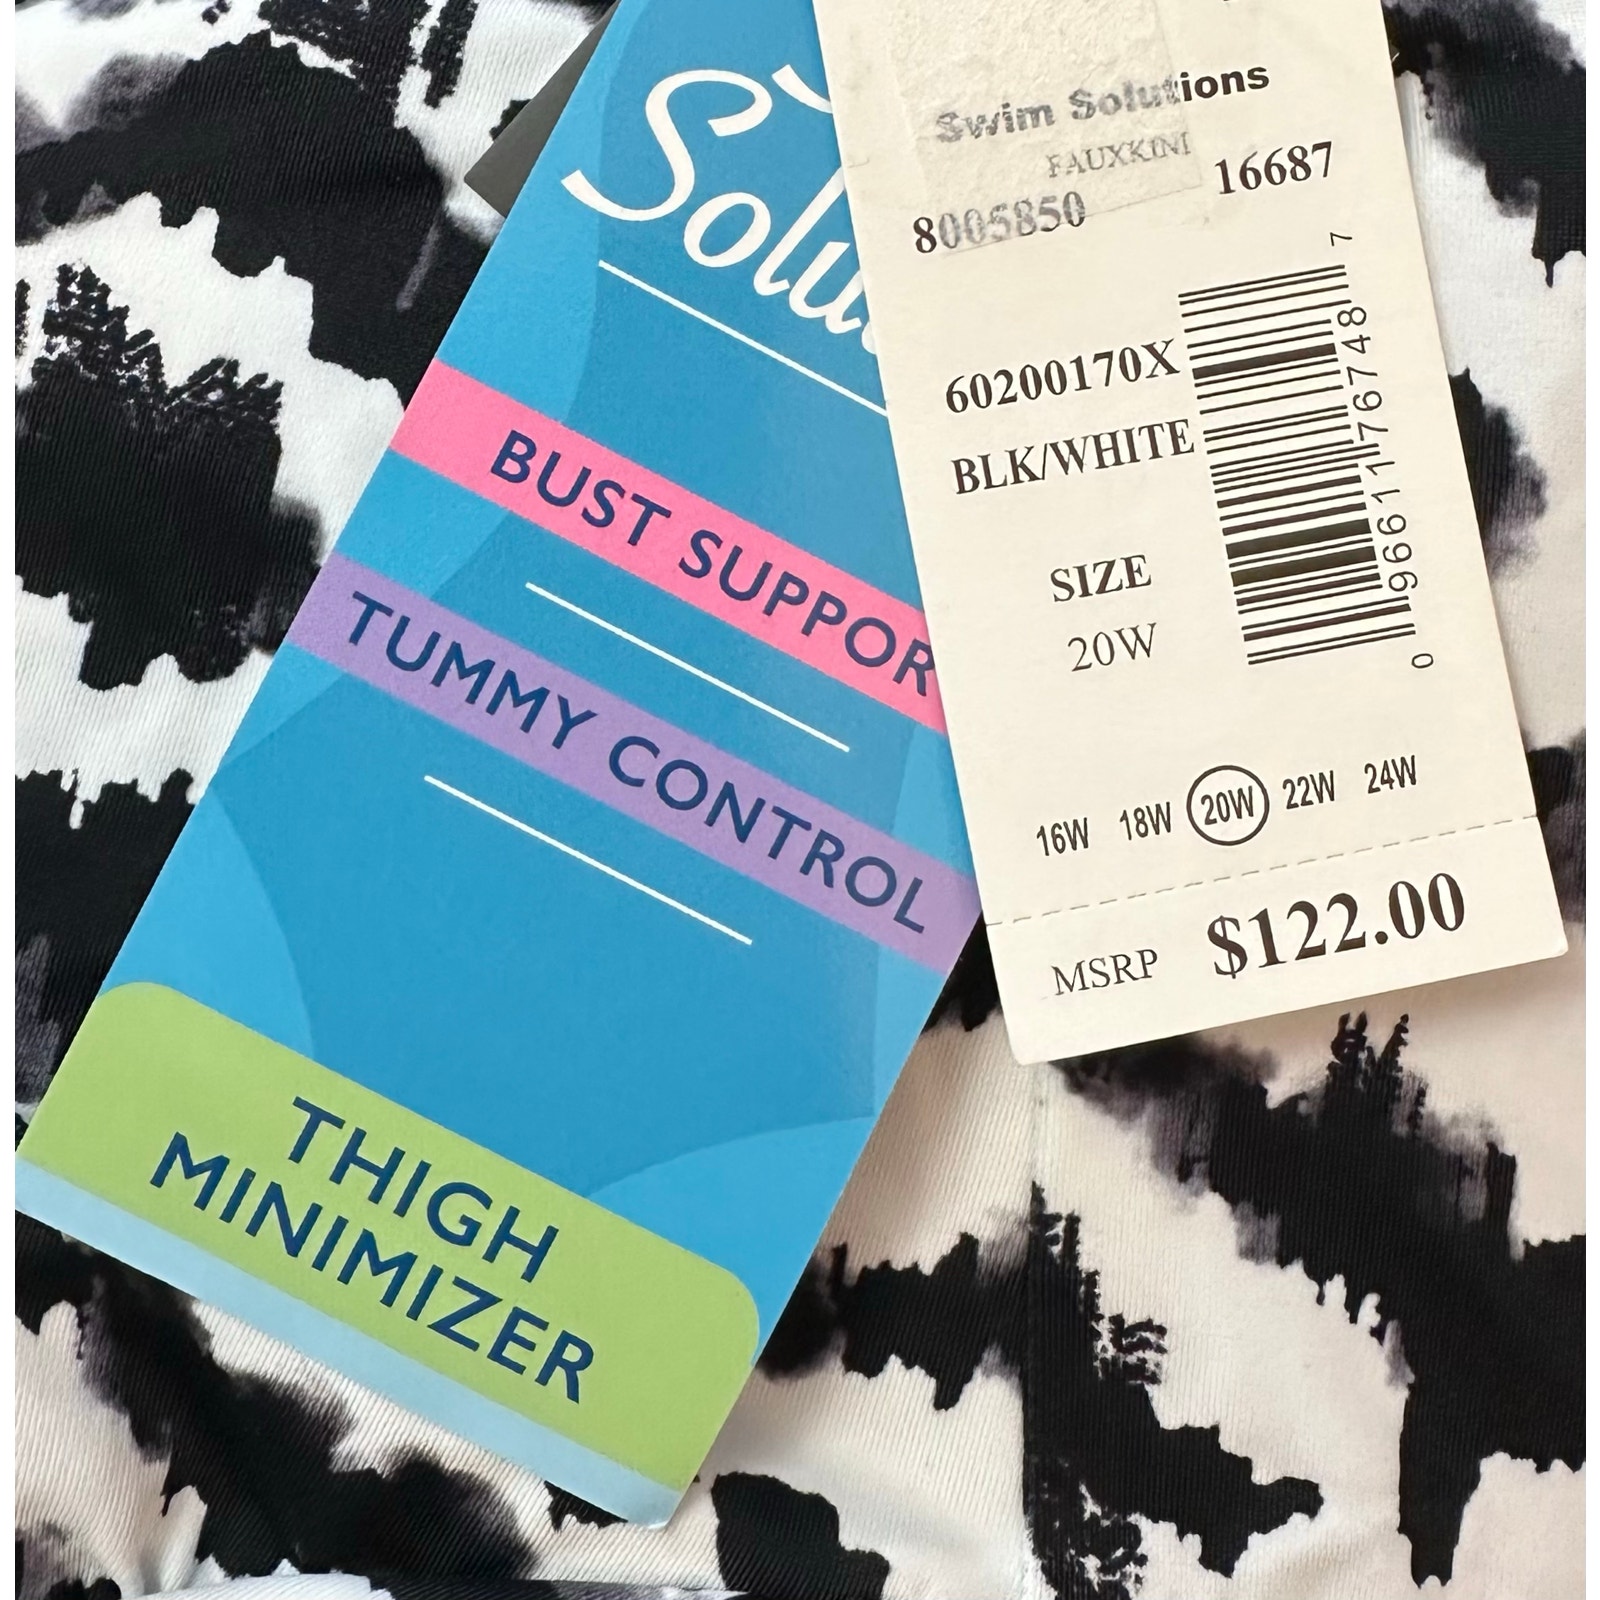 Solu
BUST SUPPOR
TUMMY CONTROL
THIGH
MINIMIZER
Swim Solutions
FAUXKINI
8005850 16687
60200170X
BLK/WHITE
SIZE
20W
0 96611 76748 7
16W 18W 20W 22W 24W
MSRP $122.00